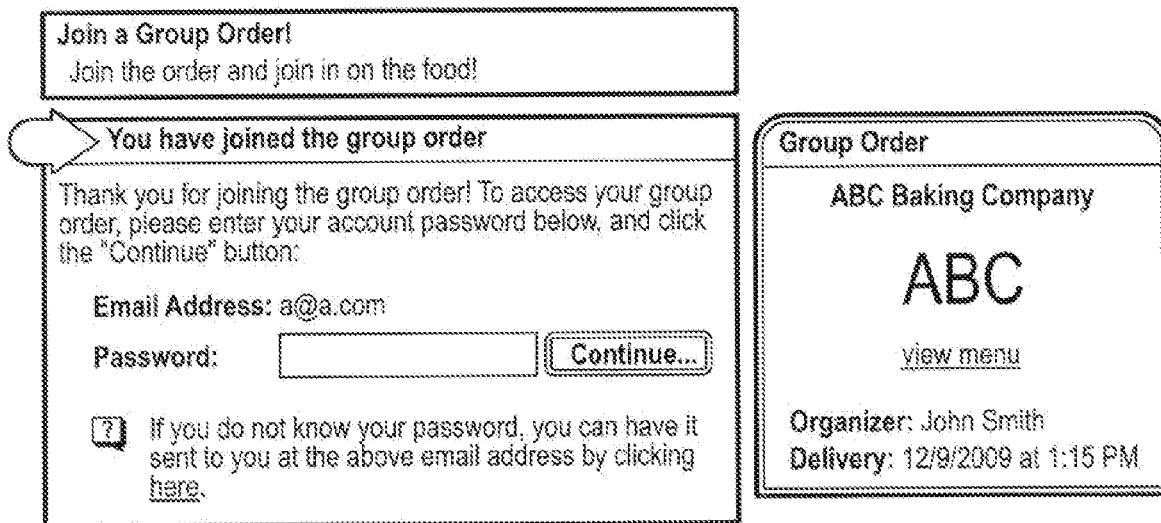 Join a Group Order!
Join the order and join in on the food!
You have joined the group order
Thank you for joining the group order! To access your group
order, please enter your account password below, and click
the "Continue" button:
Email Address: a@a.com
Password:
Continue...
? If you do not know your password, you can have it
sent to you at the above email address by clicking
here.
Group Order
ABC Baking Company
ABC
view menu
Organizer: John Smith
Delivery: 12/9/2009 at 1:15 PM